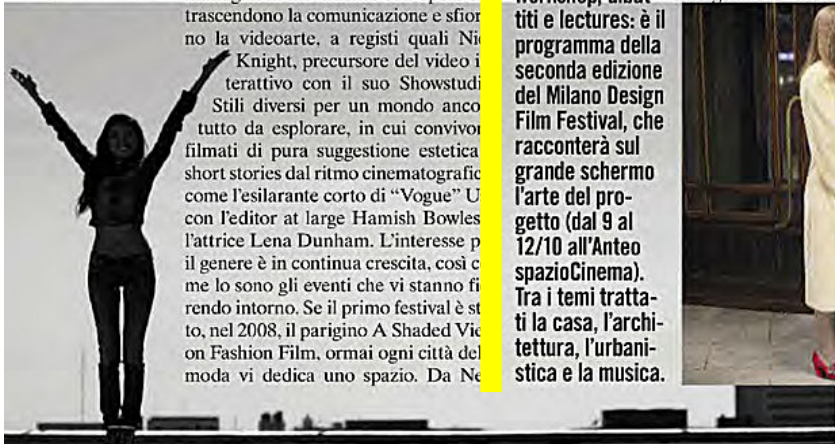 trascendono la comunicazione e sfior
no la videoarte, a registi quali Nic
Knight, precursore del video i
terattivo con il suo Showstudi
Stili diversi per un mondo anco
tutto da esplorare, in cui convivon
filmati di pura suggestione estetica
short stories dal ritmo cinematografic
come l'esilarante corto di “Vogue” U
con l'editor at large Hamish Bowles
l'attrice Lena Dunham. L'interesse p
il genere è in continua crescita, così c
me lo sono gli eventi che vi stanno fi
rendo intorno. Se il primo festival è st
to, nel 2008, il parigino A Shaded Vie
on Fashion Film, ormai ogni città del
moda vi dedica uno spazio. Da Ne
titi e lectures: è il
programma della
seconda edizione
del Milano Design
Film Festival, che
racconterà sul
grande schermo
l'arte del pro-
getto (dal 9 al
12/10 all'Anteo
spazioCinema).
Tra i temi tratta-
ti la casa, l'archi-
tettura, l'urbani-
stica e la musica.